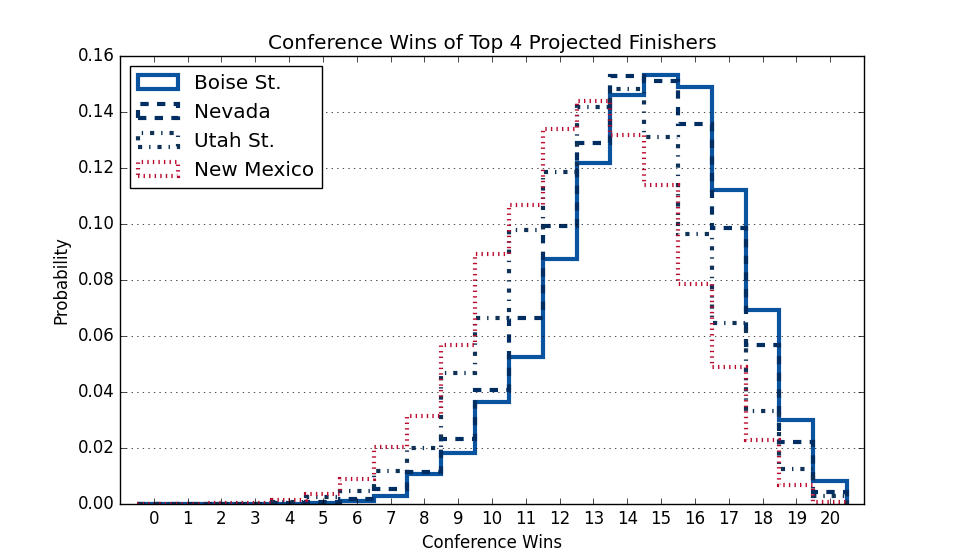 Conference Wins of Top 4 Projected Finishers
Boise St.
Nevada
Utah St.
New Mexico
Probability
0.16
0.14
0.12
0.10
0.08
0.06
0.04
0.02
0.00
0 1 2 3 4 5 6 7 8 9 10 11 12 13 14 15 16 17 18 19 20
Conference Wins